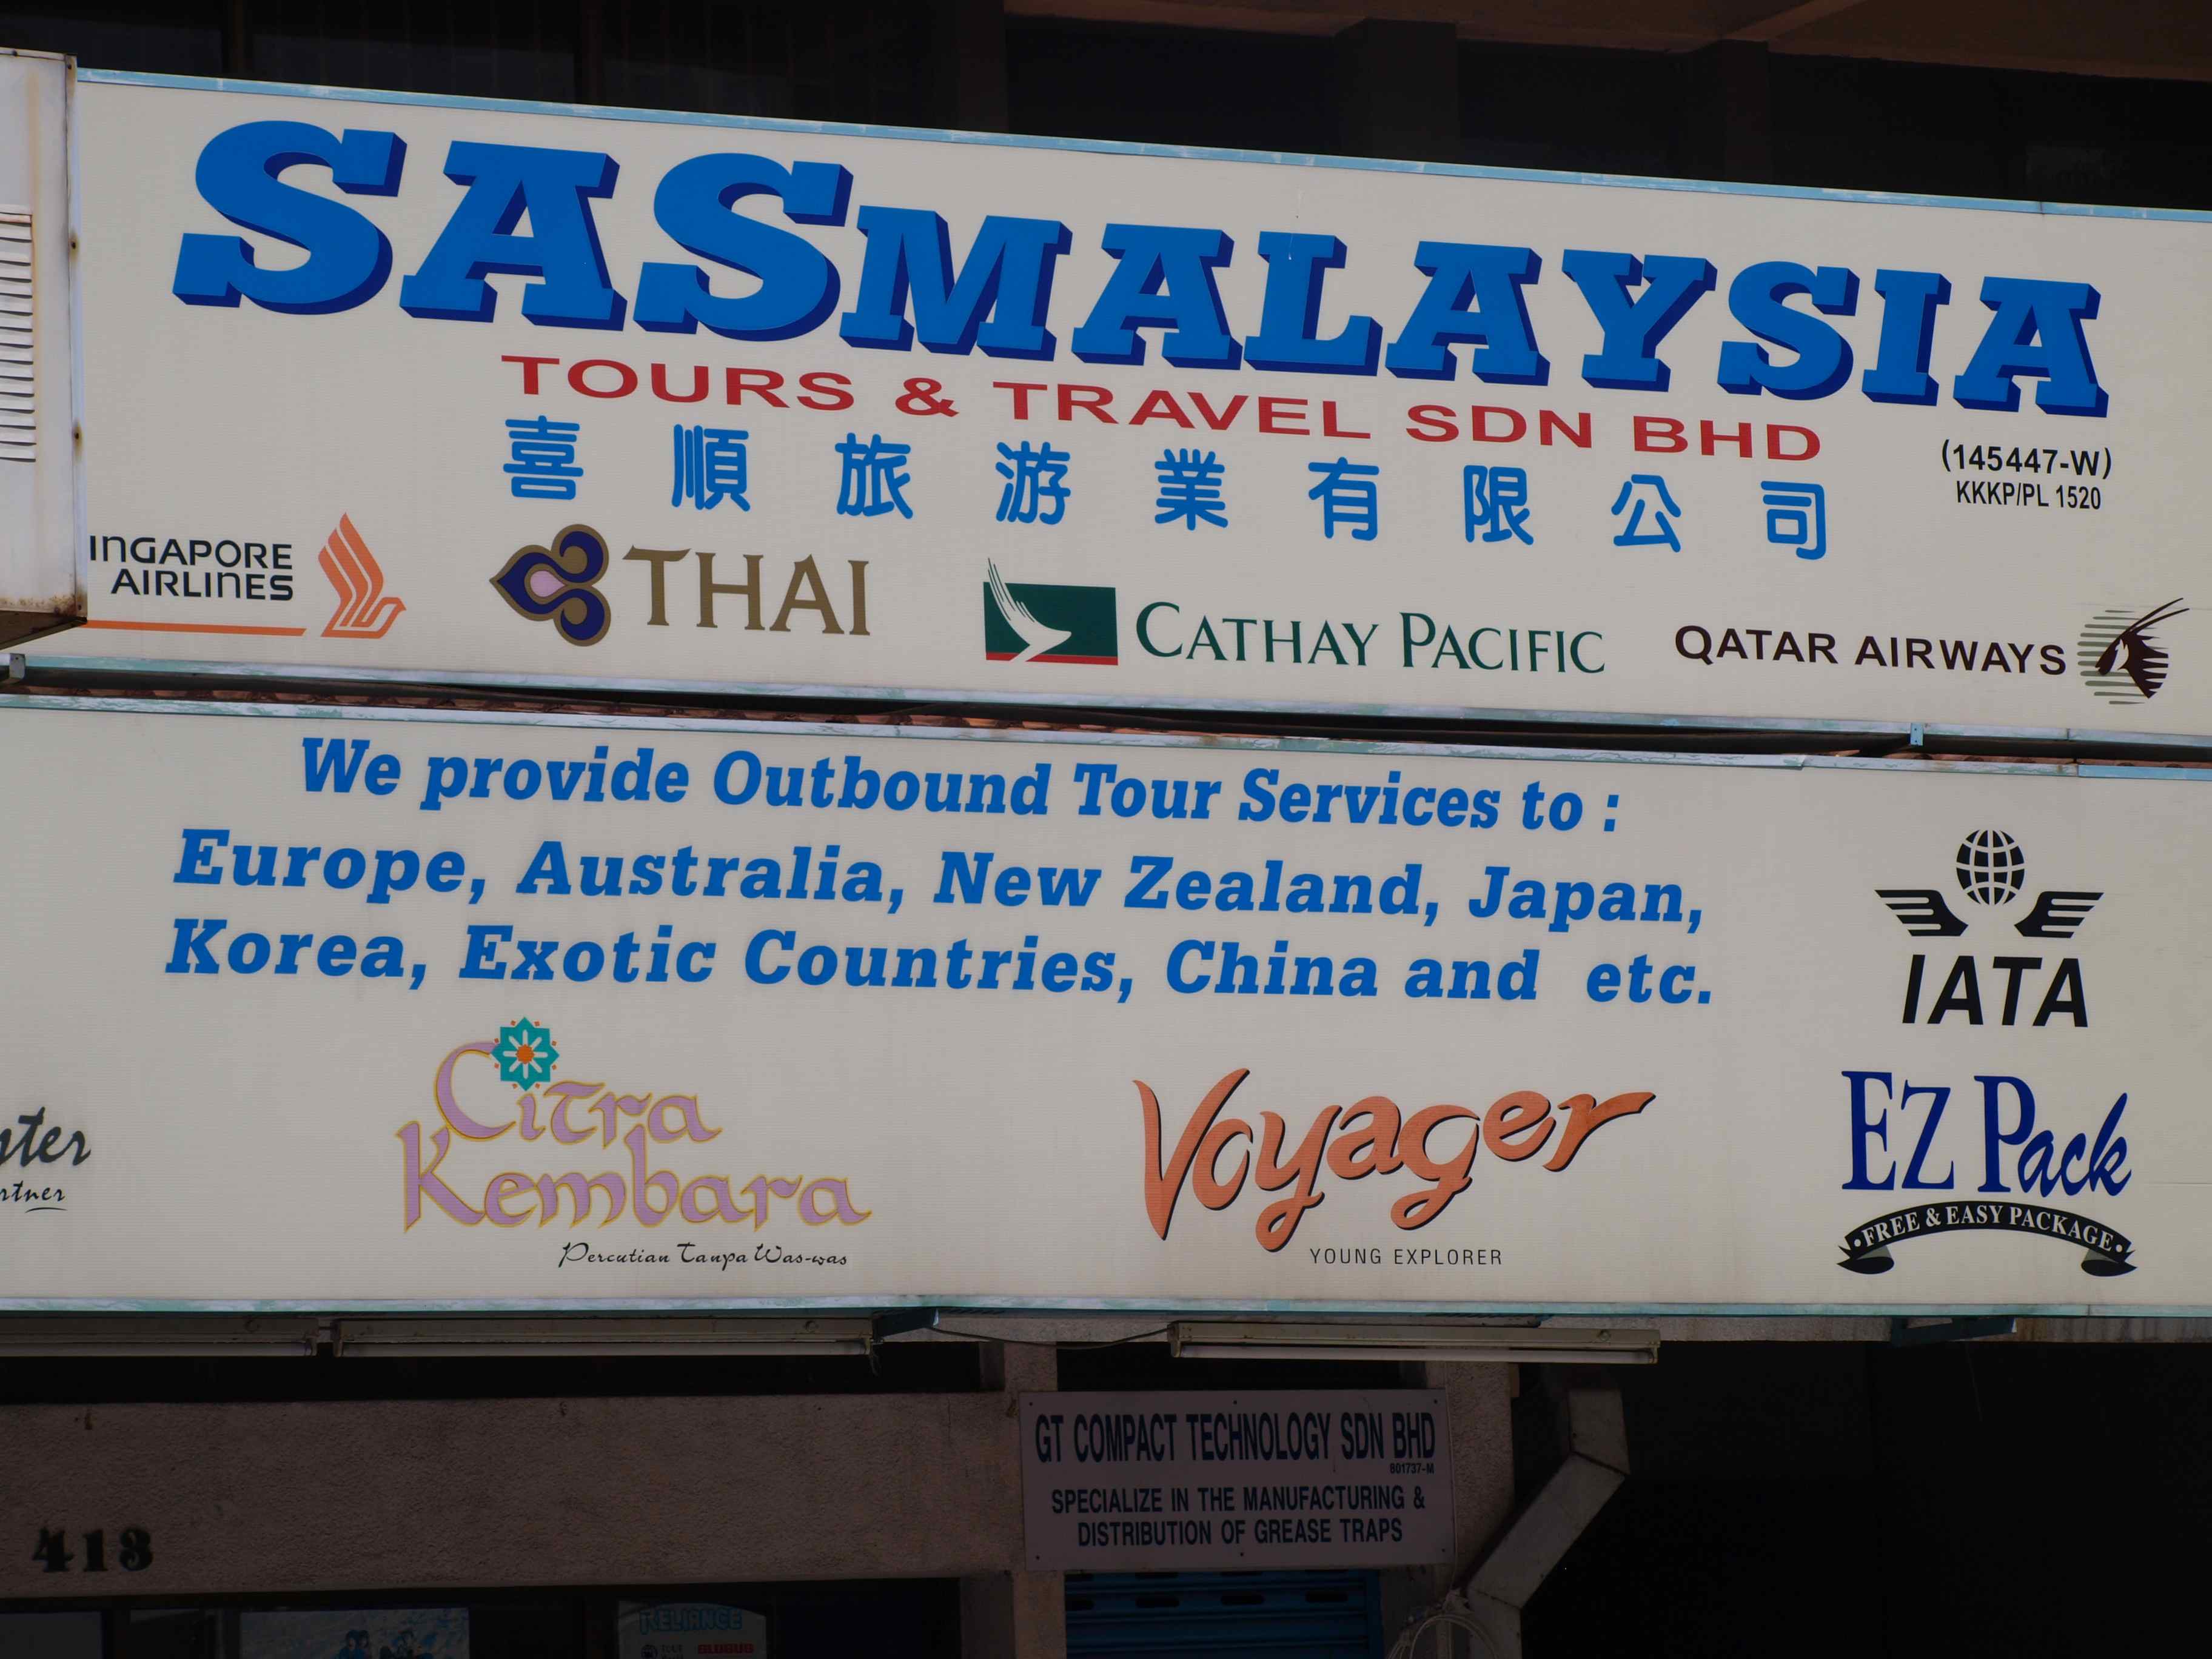 SASMALAYSIA
TOURS & TRAVEL SDN BHD
喜順旅游業有限公司
(145447-W)
KKKP/PL 1520
INGAPORE
AIRLINES
THAI
CATHAY PACIFIC
QATAR AIRWAYS
We provide Outbound Tour Services to :
Europe, Australia, New Zealand, Japan,
Korea, Exotic Countries, China and etc.
IATA
Citra
Kembara
Percutian Tanpa Was-was
Voyager
YOUNG EXPLORER
EZ Pack
• FREE & EASY PACKAGE •
GT COMPACT TECHNOLOGY SDN BHD
801737-M
SPECIALIZE IN THE MANUFACTURING &
DISTRIBUTION OF GREASE TRAPS
413
RELIANCE